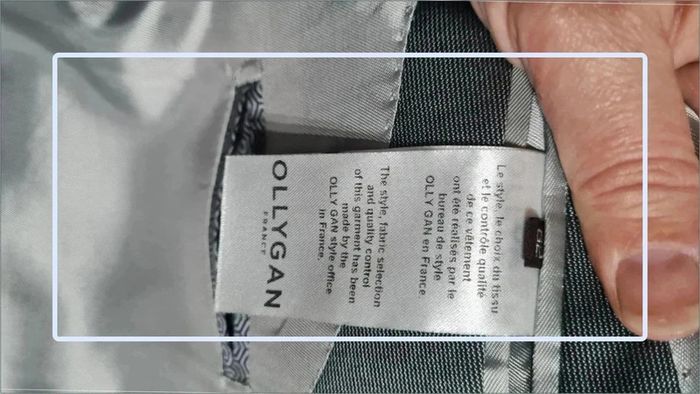 Le style, le choix du tissu
et le contrôle qualité
de ce vêtement
ont été réalisés par le
bureau de style
OLLY GAN en France.
The style, fabric selection
and quality control
of this garment has been
made by the
OLLY GAN style office
in France.
OLLYGAN
FRANCE